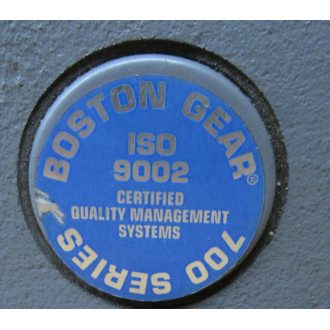 BOSTON GEAR®
ISO
9002
CERTIFIED
QUALITY MANAGEMENT
SYSTEMS
700 SERIES